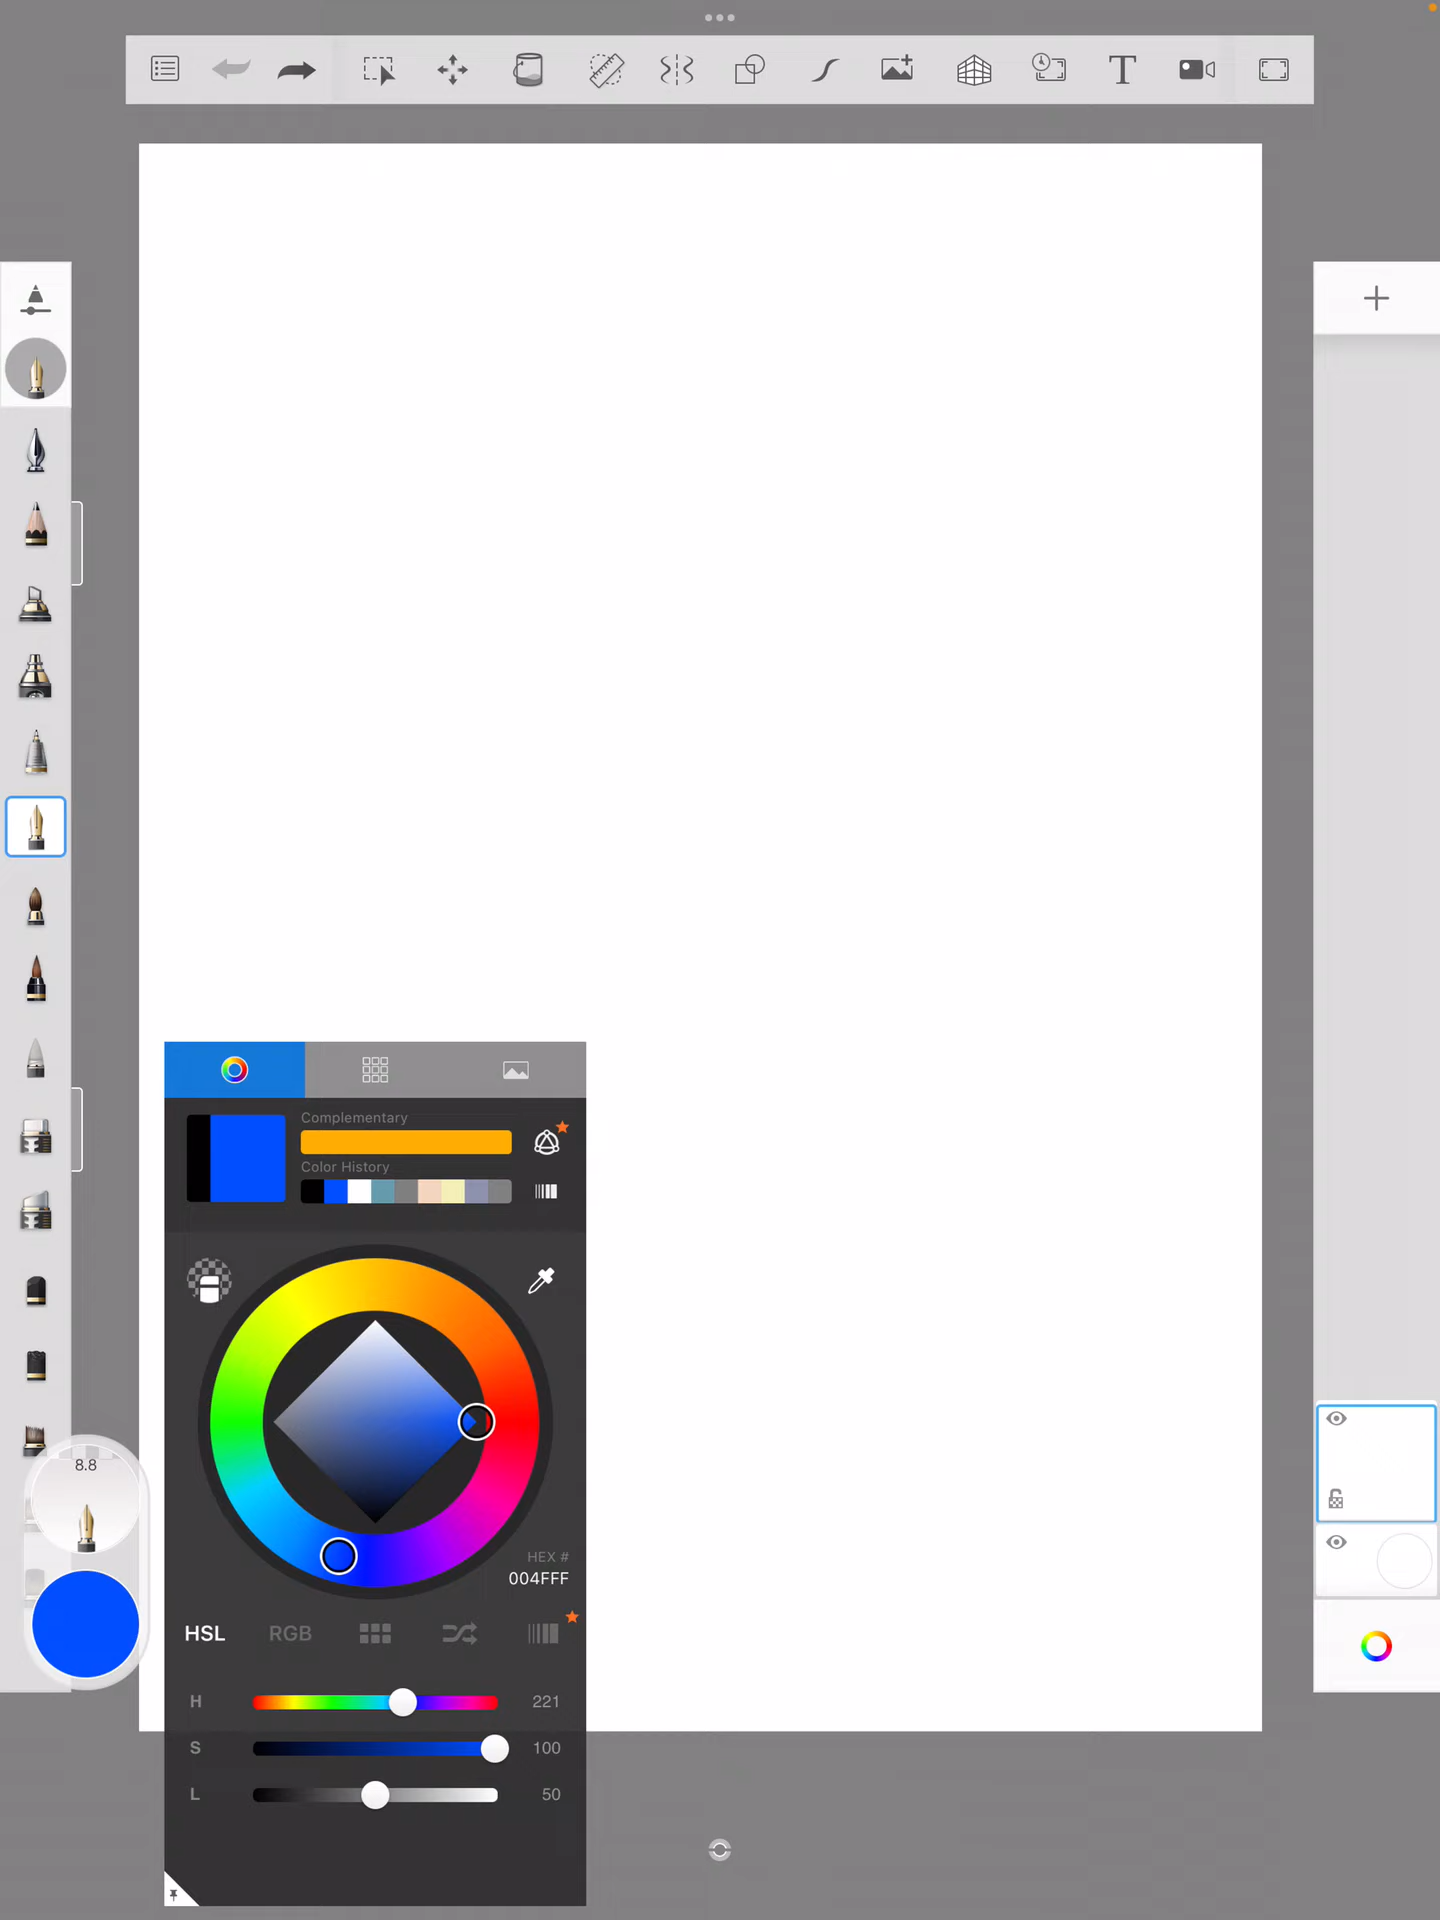 T
Complementary
Color History
8.8
HEX #
004FFF
HSL RGB
H 221
S 100
L 50